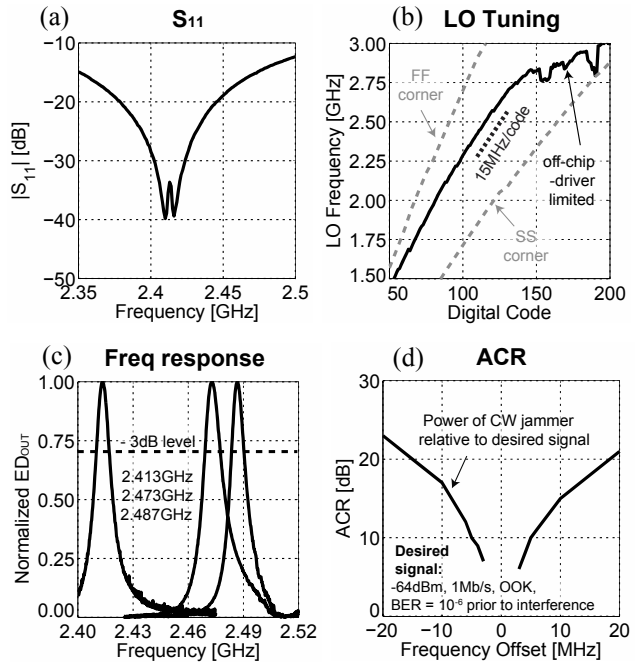 (a) S11
−10
−20
−30
−40
−50
|S11| [dB]
2.35 2.4 2.45 2.5
Frequency [GHz]
(b) LO Tuning
3.00
2.75
2.50
2.25
2.00
1.75
1.50
LO Frequency [GHz]
FF
corner
15MHz/code
off-chip
-driver
limited
SS
corner
50 100 150 200
Digital Code
(c) Freq response
1.00
0.75
0.50
0.25
0.00
Normalized EDOUT
- 3dB level
2.413GHz
2.473GHz
2.487GHz
2.40 2.43 2.46 2.49 2.52
Frequency [GHz]
(d) ACR
30
20
10
0
ACR [dB]
Power of CW jammer
relative to desired signal
Desired
signal:
-64dBm, 1Mb/s, OOK,
BER = 10-6 prior to interference
−20 −10 0 10 20
Frequency Offset [MHz]